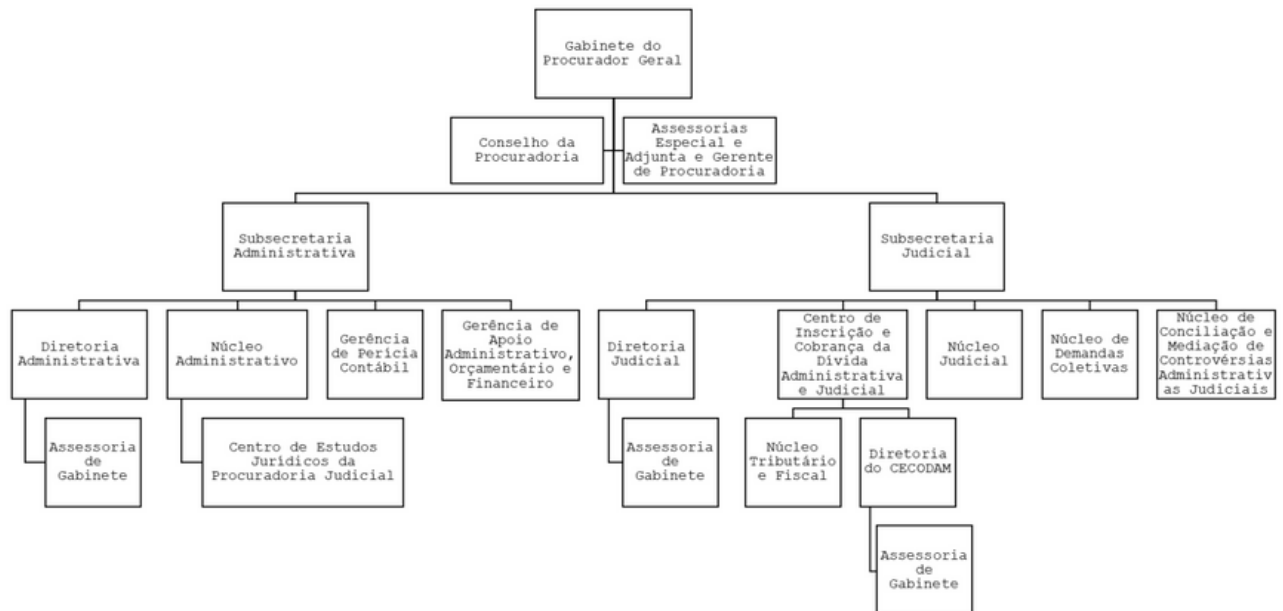 Gabinete do
Procurador Geral
Conselho da
Procuradoria
Assessorias
Especial e
Adjunta e Gerente
de Procuradoria
Subsecretaria
Administrativa
Subsecretaria
Judicial
Diretoria
Administrativa
Núcleo
Administrativo
Gerência
de Perícia
Contábil
Gerência de
Apoio
Administrativo,
Orçamentário e
Financeiro
Diretoria
Judicial
Centro de
Inscrição e
Cobrança da
Dívida
Administrativa
e Judicial
Núcleo
Judicial
Núcleo de
Demandas
Coletivas
Núcleo de
Conciliação e
Mediação de
Controvérsias
Administrativ
as Judiciais
Assessoria
de
Gabinete
Centro de Estudos
Jurídicos da
Procuradoria Judicial
Assessoria
de
Gabinete
Núcleo
Tributário
e Fiscal
Diretoria
do CECODAM
Assessoria
de
Gabinete